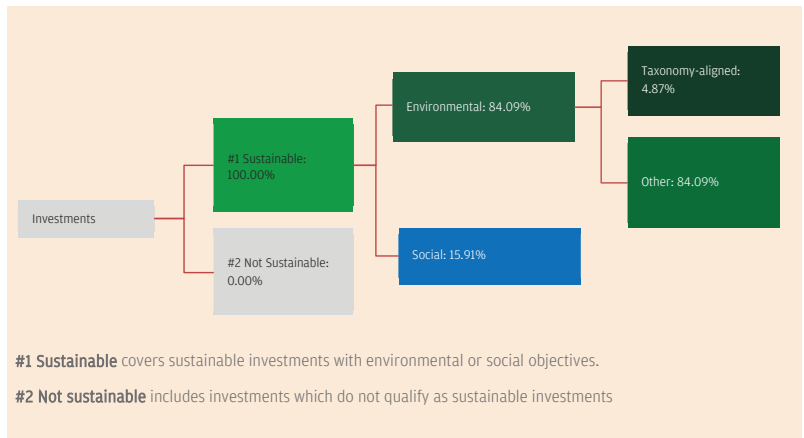 Investments
#1 Sustainable:
100.00%
#2 Not Sustainable:
0.00%
Environmental: 84.09%
Social: 15.91%
Taxonomy-aligned:
4.87%
Other: 84.09%
#1 Sustainable covers sustainable investments with environmental or social objectives.
#2 Not sustainable includes investments which do not qualify as sustainable investments